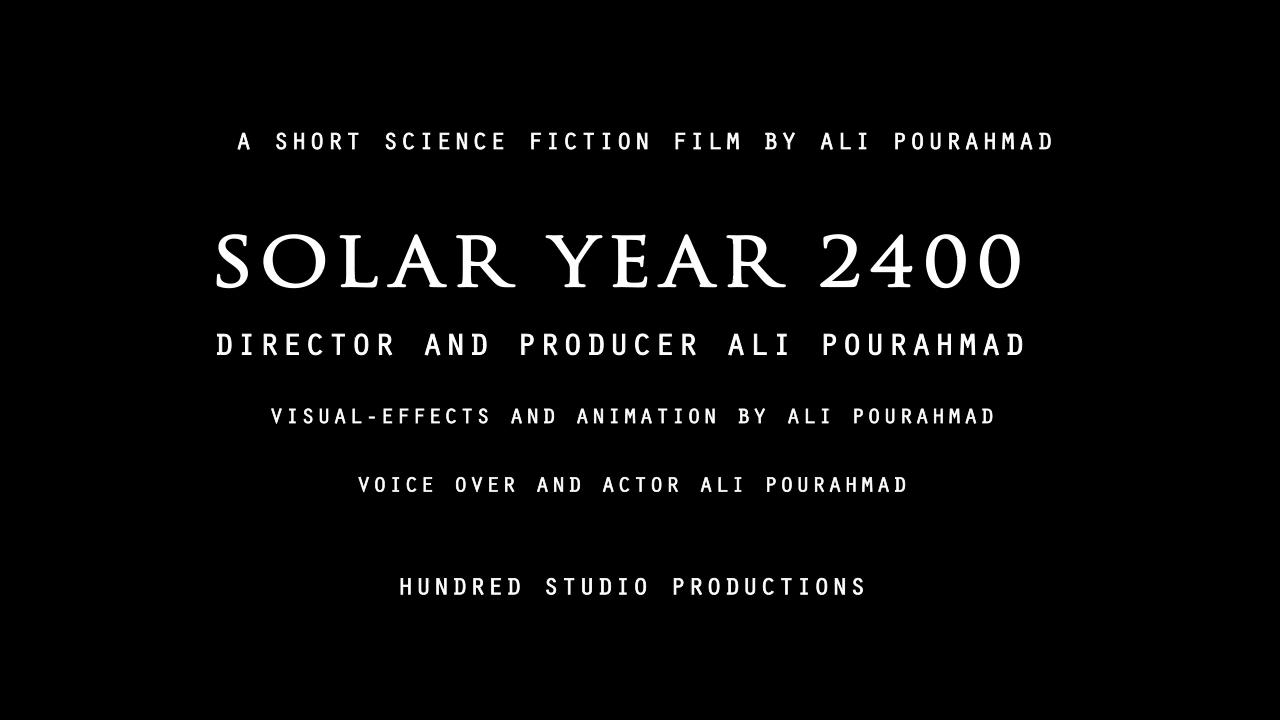 A SHORT SCIENCE FICTION FILM BY ALI POURAHMAD
SOLAR YEAR 2400
DIRECTOR AND PRODUCER ALI POURAHMAD
VISUAL-EFFECTS AND ANIMATION BY ALI POURAHMAD
VOICE OVER AND ACTOR ALI POURAHMAD
HUNDRED STUDIO PRODUCTIONS